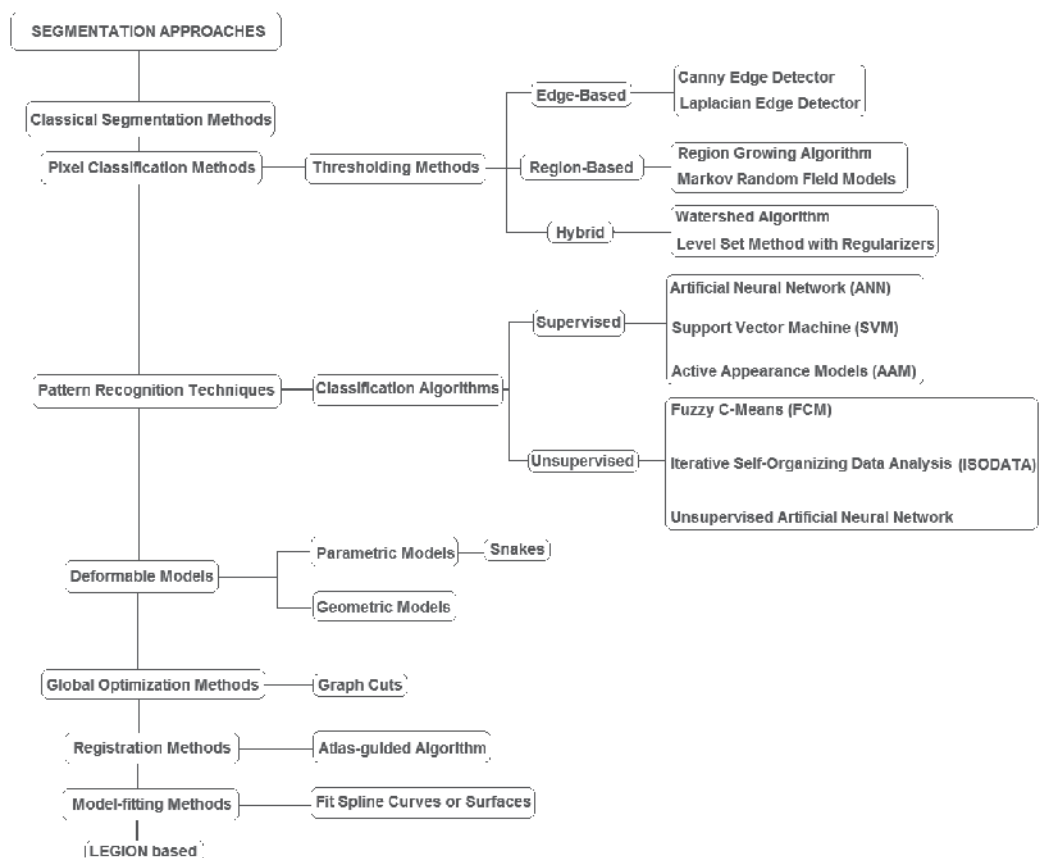 SEGMENTATION APPROACHES
Classical Segmentation Methods
Pixel Classification Methods
Thresholding Methods
Edge-Based
Canny Edge Detector
Laplacian Edge Detector
Region-Based
Region Growing Algorithm
Markov Random Field Models
Hybrid
Watershed Algorithm
Level Set Method with Regularizers
Pattern Recognition Techniques
Classification Algorithms
Supervised
Artificial Neural Network (ANN)
Support Vector Machine (SVM)
Active Appearance Models (AAM)
Unsupervised
Fuzzy C-Means (FCM)
Iterative Self-Organizing Data Analysis (ISODATA)
Unsupervised Artificial Neural Network
Deformable Models
Parametric Models
Snakes
Geometric Models
Global Optimization Methods
Graph Cuts
Registration Methods
Atlas-guided Algorithm
Model-fitting Methods
Fit Spline Curves or Surfaces
LEGION based